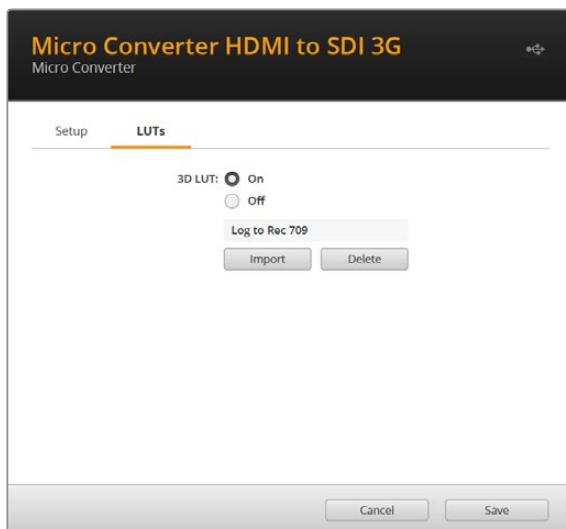 Micro Converter HDMI to SDI 3G
Micro Converter
Setup LUTs
3D LUT: On
Off
Log to Rec 709
Import Delete
Cancel Save